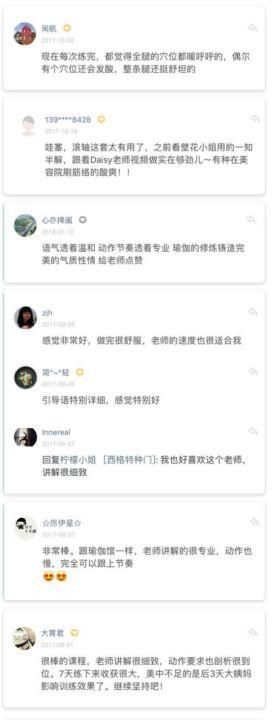 闽航
2017-12-02
现在每次练完，都觉得全腿的穴位都暖呼呼的，偶尔
有个穴位还会发酸，整条腿还挺舒坦的
139****8428
2017-10-18
哇塞，滚轴这套太有用了，之前看壁花小姐用的一知
半解，跟着Daisy老师视频做实在够劲儿～有种在美
容院刷筋络的酸爽！！
心亦捭阖
2018-01-12
语气透着温和 动作节奏透着专业 瑜伽的修炼铸造完
美的气质性情 给老师点赞
zjh
2017-09-29
感觉非常好，做完很舒服，老师的速度也很适合我
简^~^轻
2017-09-28
引导语特别详细，感觉特别好
Innereal
2017-08-27
回复柠檬小姐 ［西格特种门］: 我也好喜欢这个老师，
讲解很细致
☆厉伊星☆
2017-08-27
非常棒。跟瑜伽馆一样，老师讲解的很专业，动作也
慢，完全可以跟上节奏
😍😍
大胃君
2017-08-21
很棒的课程，老师讲解很细致，动作要求也剖析很到
位。7天练下来收获很大，美中不足的是后3天大姨妈
影响训练效果了。继续坚持吧！